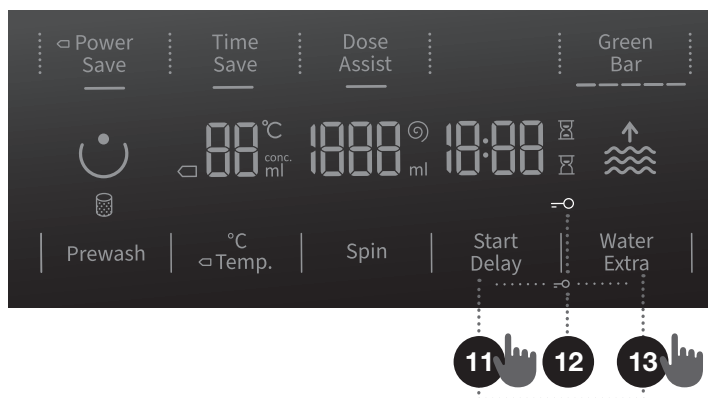 Power
Save
Time
Save
Dose
Assist
Green
Bar
88
°C
conc.
ml
1888
ml
18:88
Prewash
°C
Temp.
Spin
Start
Delay
Water
Extra
11
12
13